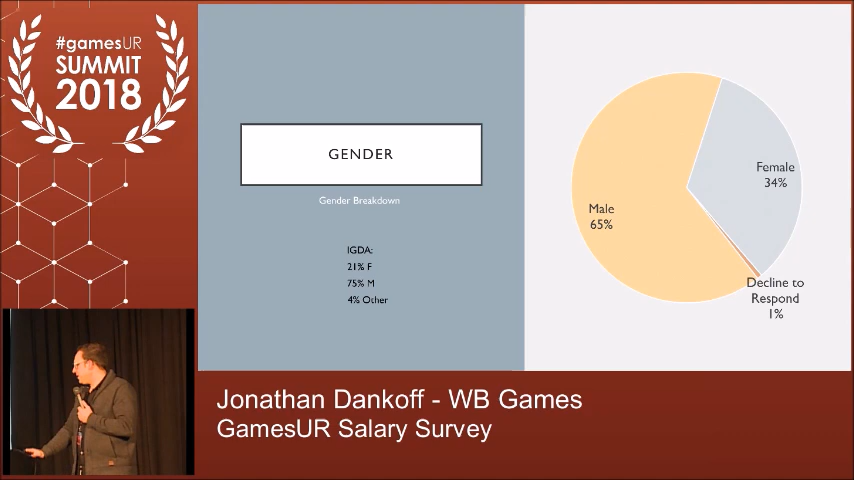 #gamesUR
SUMMIT
2018
GENDER
Gender Breakdown
IGDA:
21% F
75% M
4% Other
Female
34%
Male
65%
Decline to
Respond
1%
Jonathan Dankoff - WB Games
GamesUR Salary Survey